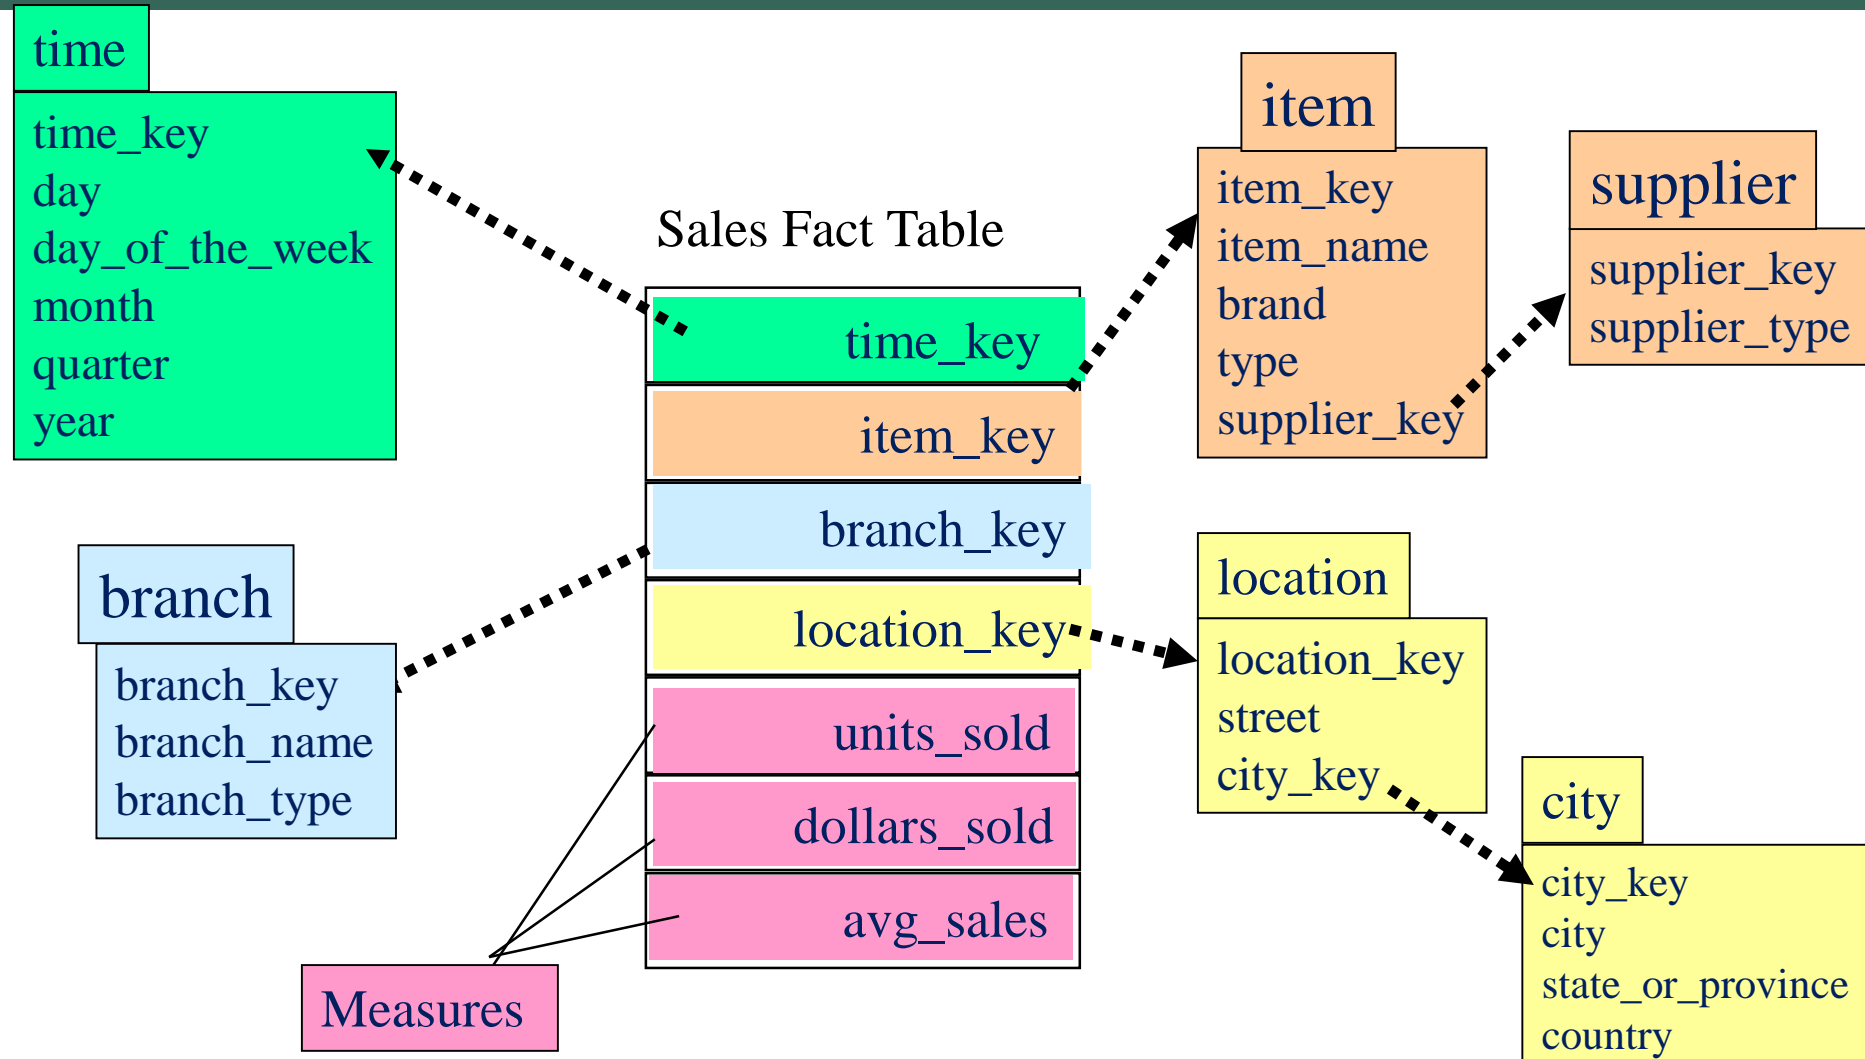 time
time_key
day
day_of_the_week
month
quarter
year
branch
branch_key
branch_name
branch_type
Sales Fact Table
time_key
item_key
branch_key
location_key
units_sold
dollars_sold
avg_sales
Measures
item
item_key
item_name
brand
type
supplier_key
supplier
supplier_key
supplier_type
location
location_key
street
city_key
city
city_key
city
state_or_province
country